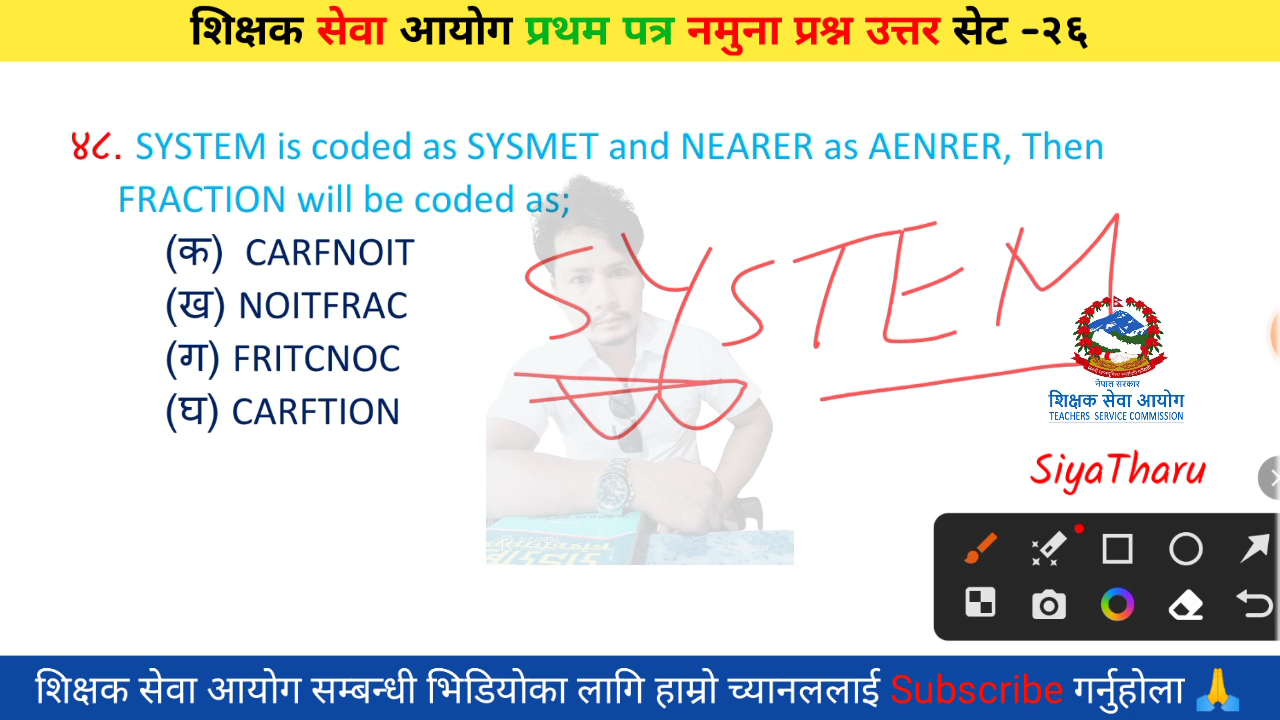 शिक्षक सेवा आयोग प्रथम पत्र नमुना प्रश्न उत्तर सेट -२६
४८. SYSTEM is coded as SYSMET and NEARER as AENRER, Then
FRACTION will be coded as;
(क) CARFNOIT
(ख) NOITFRAC
(ग) FRITCNOC
(घ) CARFTION
SYSTEM
नेपाल सरकार
शिक्षक सेवा आयोग
TEACHERS SERVICE COMMISSION
SiyaTharu
शिक्षक सेवा आयोग सम्बन्धी भिडियोका लागि हाम्रो च्यानललाई Subscribe गर्नुहोला 🙏